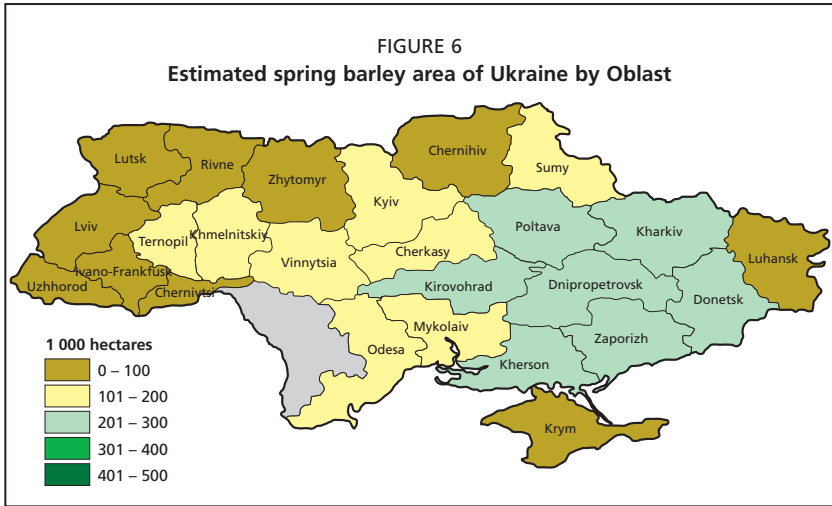 FIGURE 6
Estimated spring barley area of Ukraine by Oblast
Lutsk
Rivne
Zhytomyr
Chernihiv
Sumy
Kyiv
Lviv
Ternopil
Khmelnitskiy
Vinnytsia
Cherkasy
Poltava
Kharkiv
Luhansk
Uzhhorod
Ivano-Frankfusk
Chernivtsi
Kirovohrad
Dnipropetrovsk
Donetsk
Odesa
Mykolaiv
Kherson
Zaporizh
Krym
1 000 hectares
0 – 100
101 – 200
201 – 300
301 – 400
401 – 500